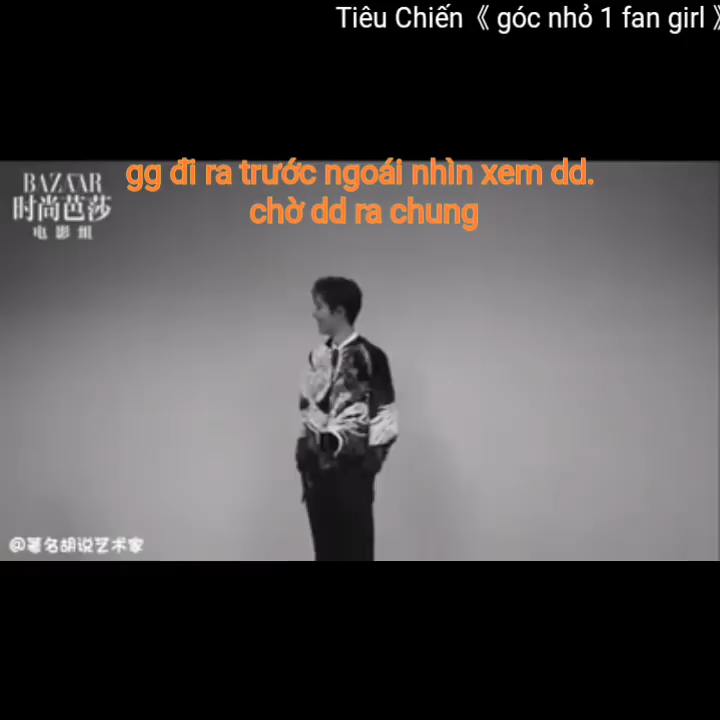 Tiêu Chiến《 góc nhỏ 1 fan girl 》
BAZAAR
时尚芭莎
电影组
gg đi ra trước ngoái nhìn xem dd.
chờ dd ra chung
@著名胡说艺术家